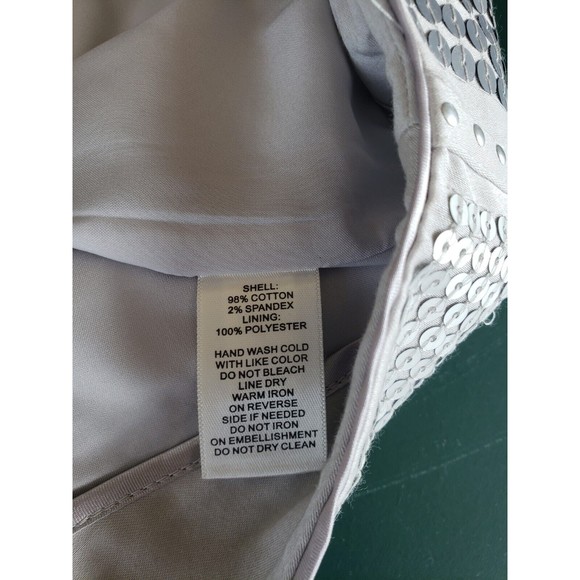 SHELL:
98% COTTON
2% SPANDEX
LINING:
100% POLYESTER
HAND WASH COLD
WITH LIKE COLOR
DO NOT BLEACH
LINE DRY
WARM IRON
ON REVERSE
SIDE IF NEEDED
DO NOT IRON
ON EMBELLISHMENT
DO NOT DRY CLEAN